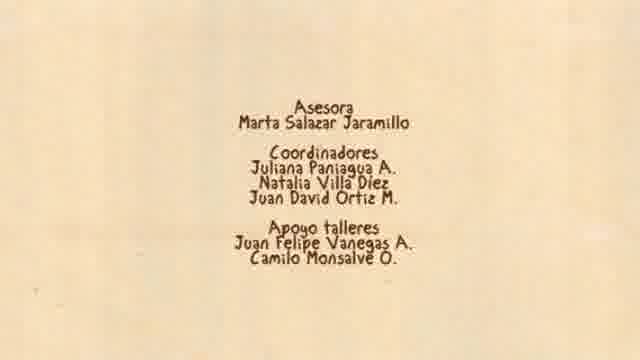 Asesora
Marta Salazar Jaramillo
Coordinadores
Juliana Paniagua A.
Natalia Villa Díez
Juan David Ortiz M.
Apoyo talleres
Juan Felipe Vanegas A.
Camilo Monsalve O.